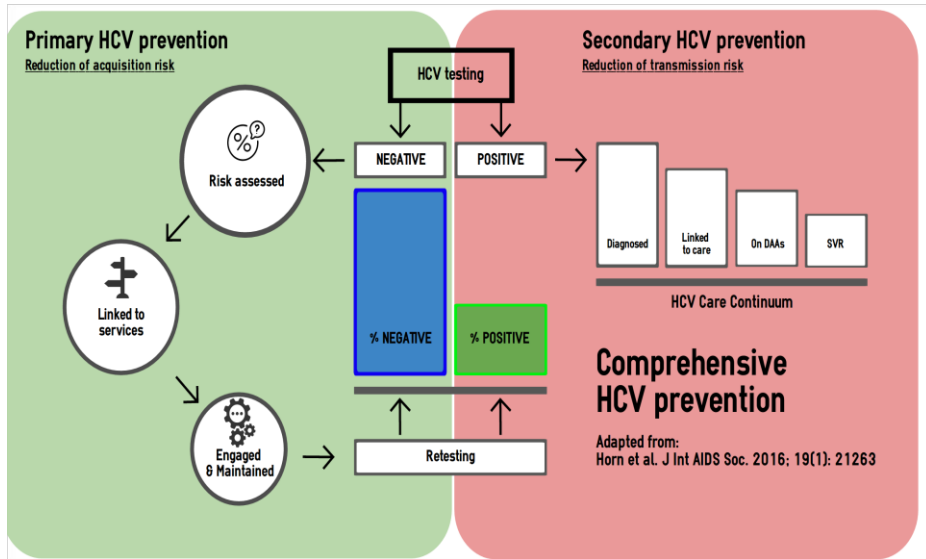 Primary HCV prevention
Reduction of acquisition risk
Secondary HCV prevention
Reduction of transmission risk
HCV testing
NEGATIVE
POSITIVE
?
%
Risk assessed
Linked to
services
Engaged
& Maintained
% NEGATIVE
% POSITIVE
Retesting
Diagnosed
Linked
to care
On DAAs
SVR
HCV Care Continuum
Comprehensive
HCV prevention
Adapted from:
Horn et al. J Int AIDS Soc. 2016; 19(1): 21263